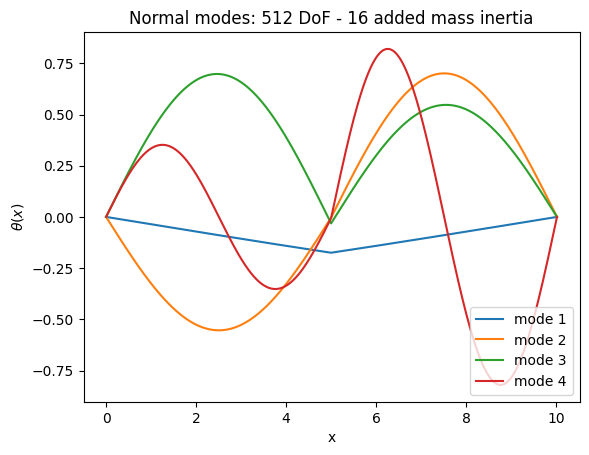 Normal modes: 512 DoF - 16 added mass inertia
θ(x)
0.75
0.50
0.25
0.00
−0.25
−0.50
−0.75
0
2
4
6
8
10
x
mode 1
mode 2
mode 3
mode 4